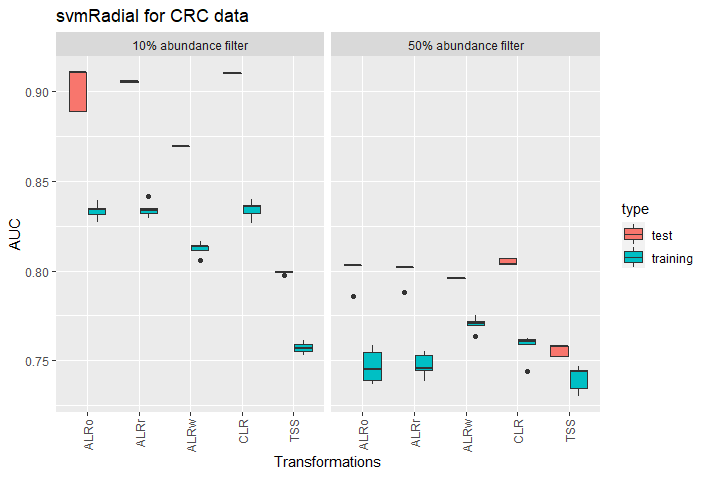 svmRadial for CRC data
10% abundance filter
50% abundance filter
AUC
0.90
0.85
0.80
0.75
ALRo
ALRr
ALRw
CLR
TSS
ALRo
ALRr
ALRw
CLR
TSS
Transformations
type
test
training